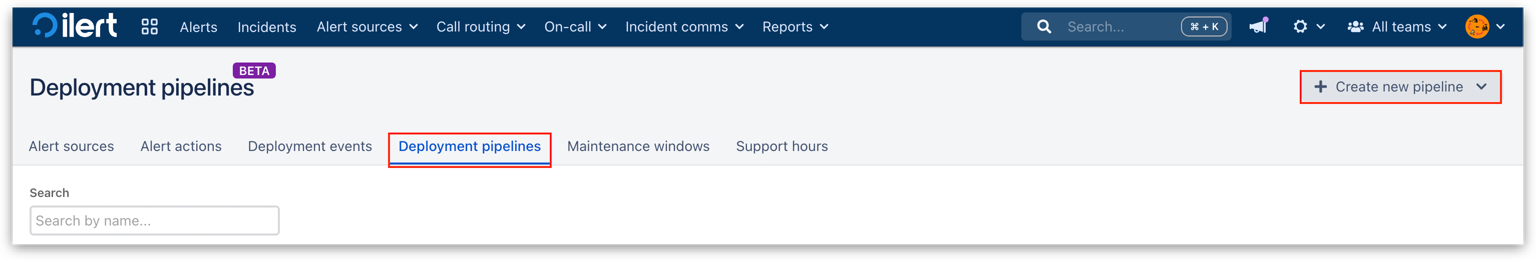 ilert Alerts Incidents Alert sources Call routing On-call Incident comms Reports Search... ⌘ + K All teams
BETA
Deployment pipelines
Create new pipeline
Alert sources Alert actions Deployment events Deployment pipelines Maintenance windows Support hours
Search
Search by name...